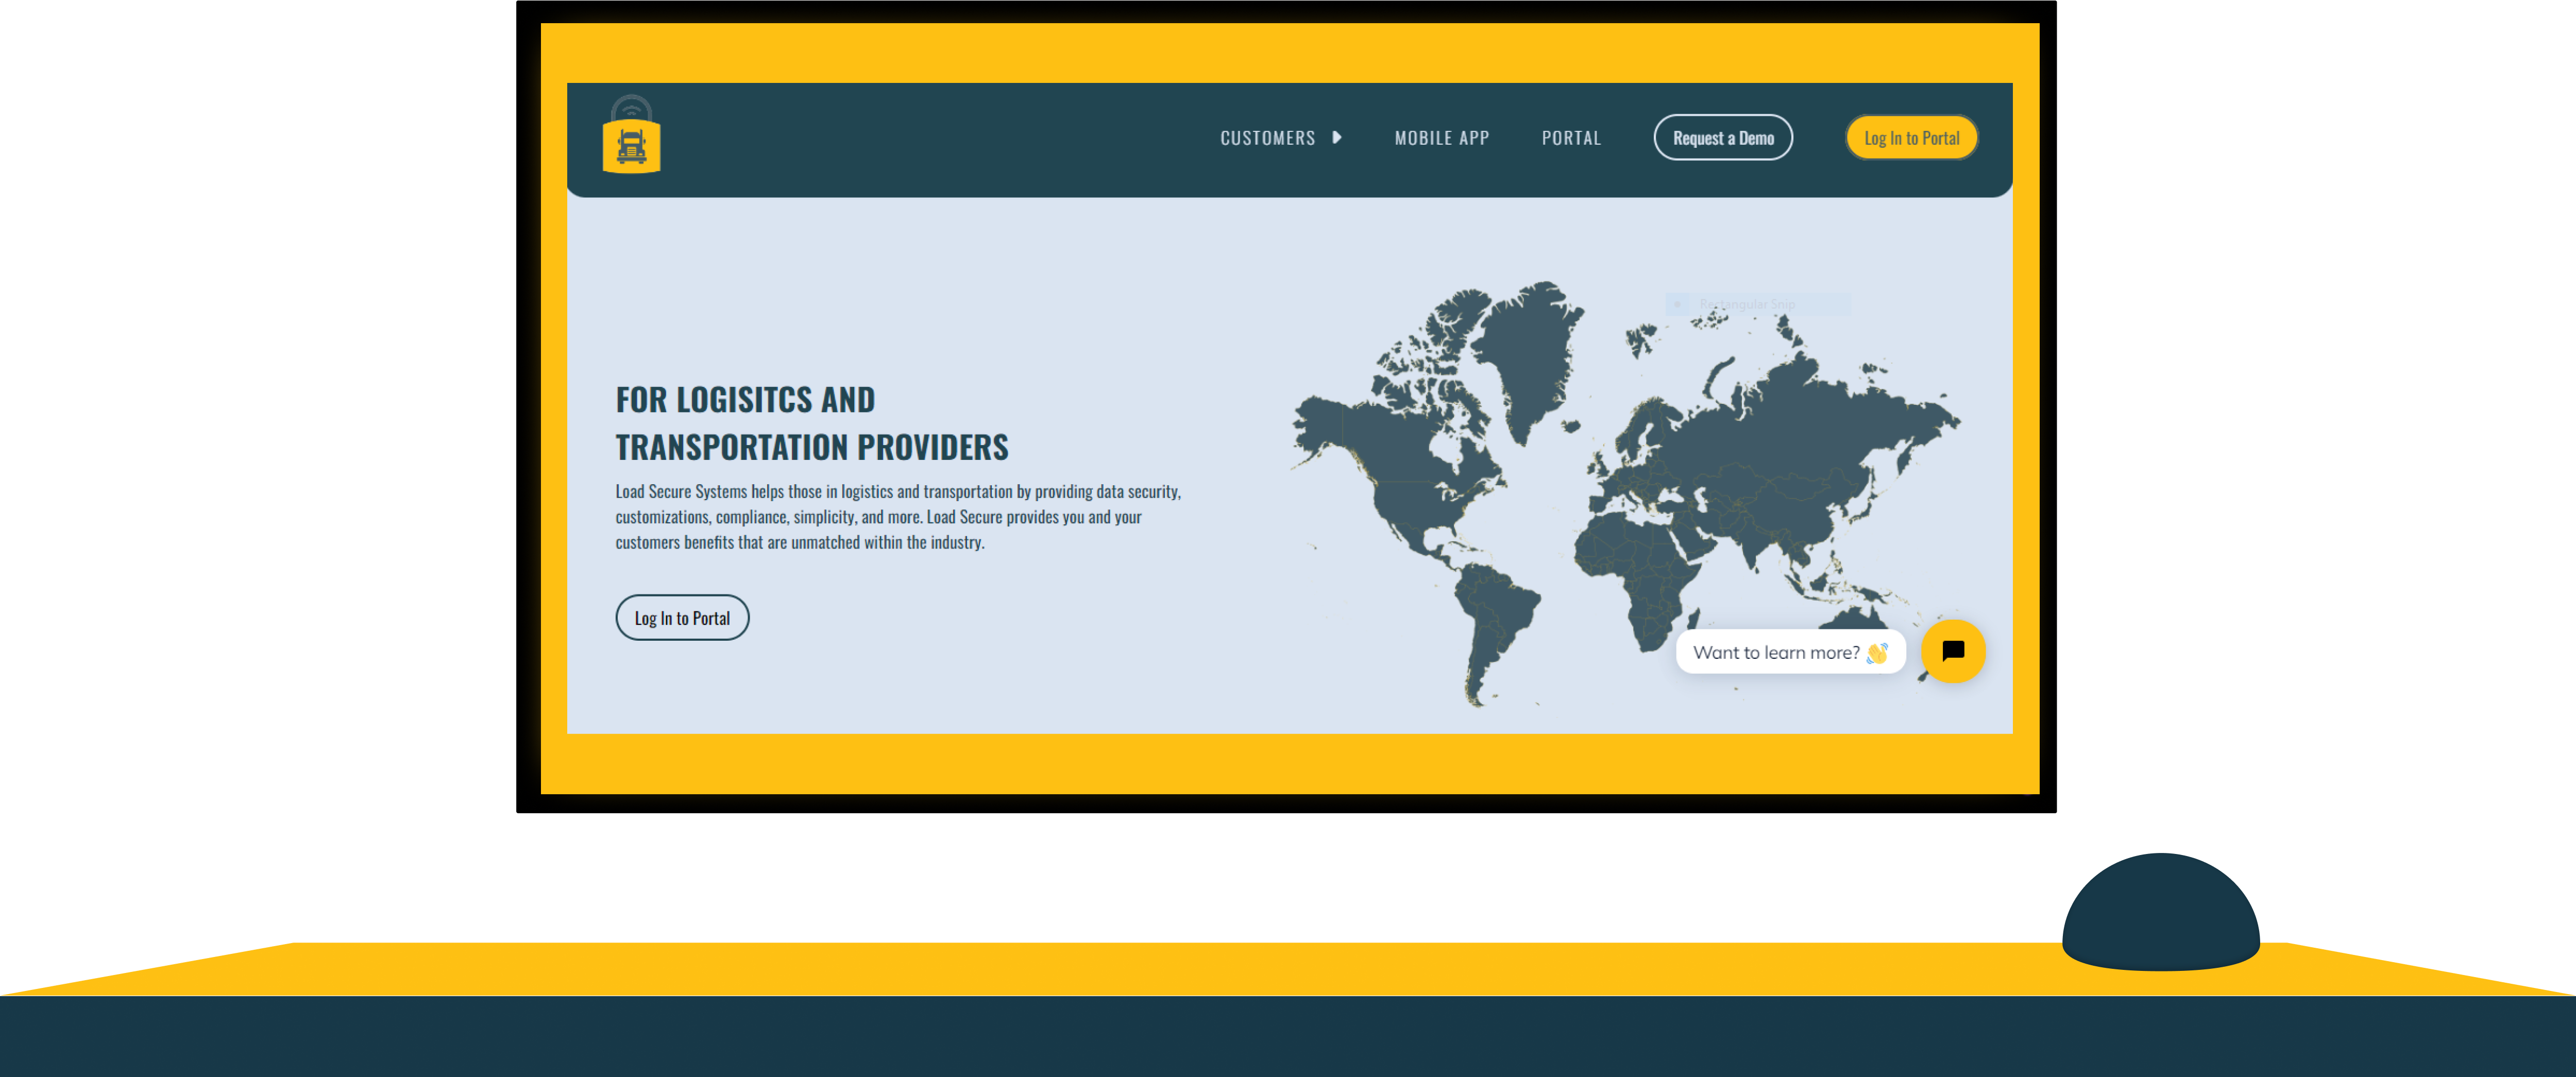 CUSTOMERS MOBILE APP PORTAL Request a Demo Log In to Portal
Rectangular Snip
FOR LOGISITCS AND
TRANSPORTATION PROVIDERS
Load Secure Systems helps those in logistics and transportation by providing data security,
customizations, compliance, simplicity, and more. Load Secure provides you and your
customers benefits that are unmatched within the industry.
Log In to Portal
Want to learn more? 👋